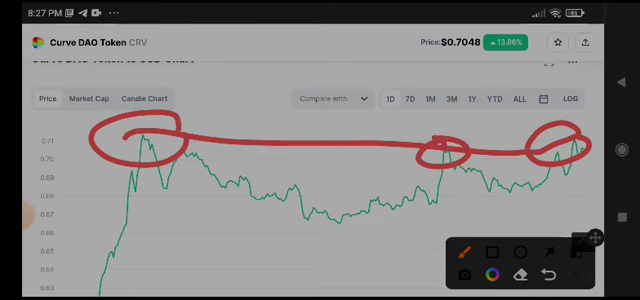 8:27 PM
Curve DAO Token CRV
Price: $0.7048 ▲ 13.86%
Price Market Cap Candle Chart Compare with 1D 7D 1M 3M 1Y YTD ALL LOG
0.71
0.70
0.69
0.68
0.67
0.66
0.65
0.64
0.63